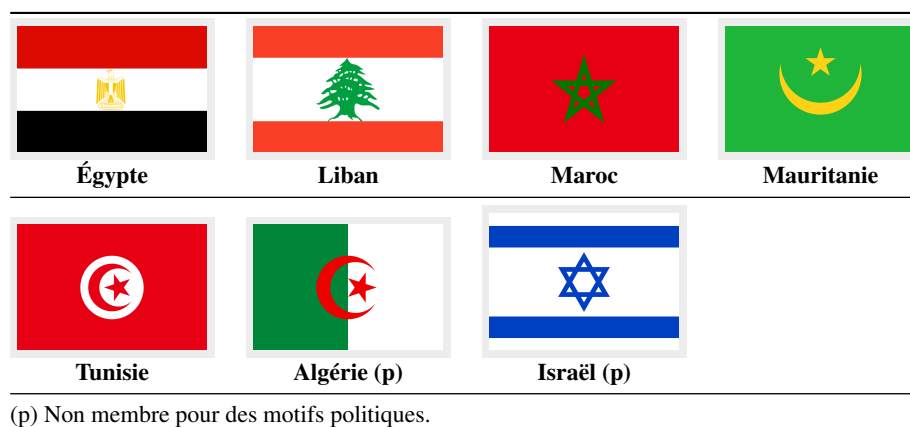 Égypte Liban Maroc Mauritanie
Tunisie Algérie (p) Israël (p)
(p) Non membre pour des motifs politiques.